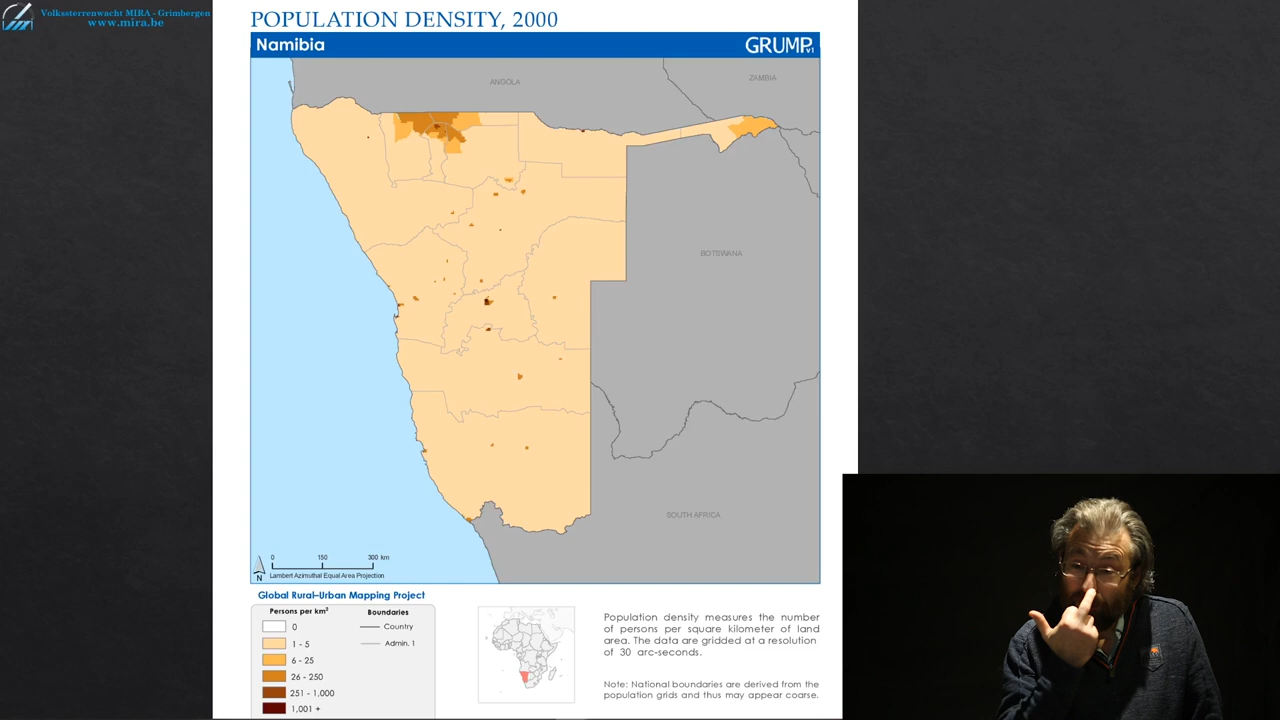 Volkssterrenwacht MIRA - Grimbergen
www.mira.be
POPULATION DENSITY, 2000
Namibia
GRUMPv1
ANGOLA
ZAMBIA
BOTSWANA
SOUTH AFRICA
0 150 300 km
N
Lambert Azimuthal Equal Area Projection
Global Rural–Urban Mapping Project
Persons per km²
0
1 - 5
6 - 25
26 - 250
251 - 1,000
1,001 +
Boundaries
Country
Admin. 1
Population density measures the number
of persons per square kilometer of land
area. The data are gridded at a resolution
of 30 arc-seconds.
Note: National boundaries are derived from the
population grids and thus may appear coarse.